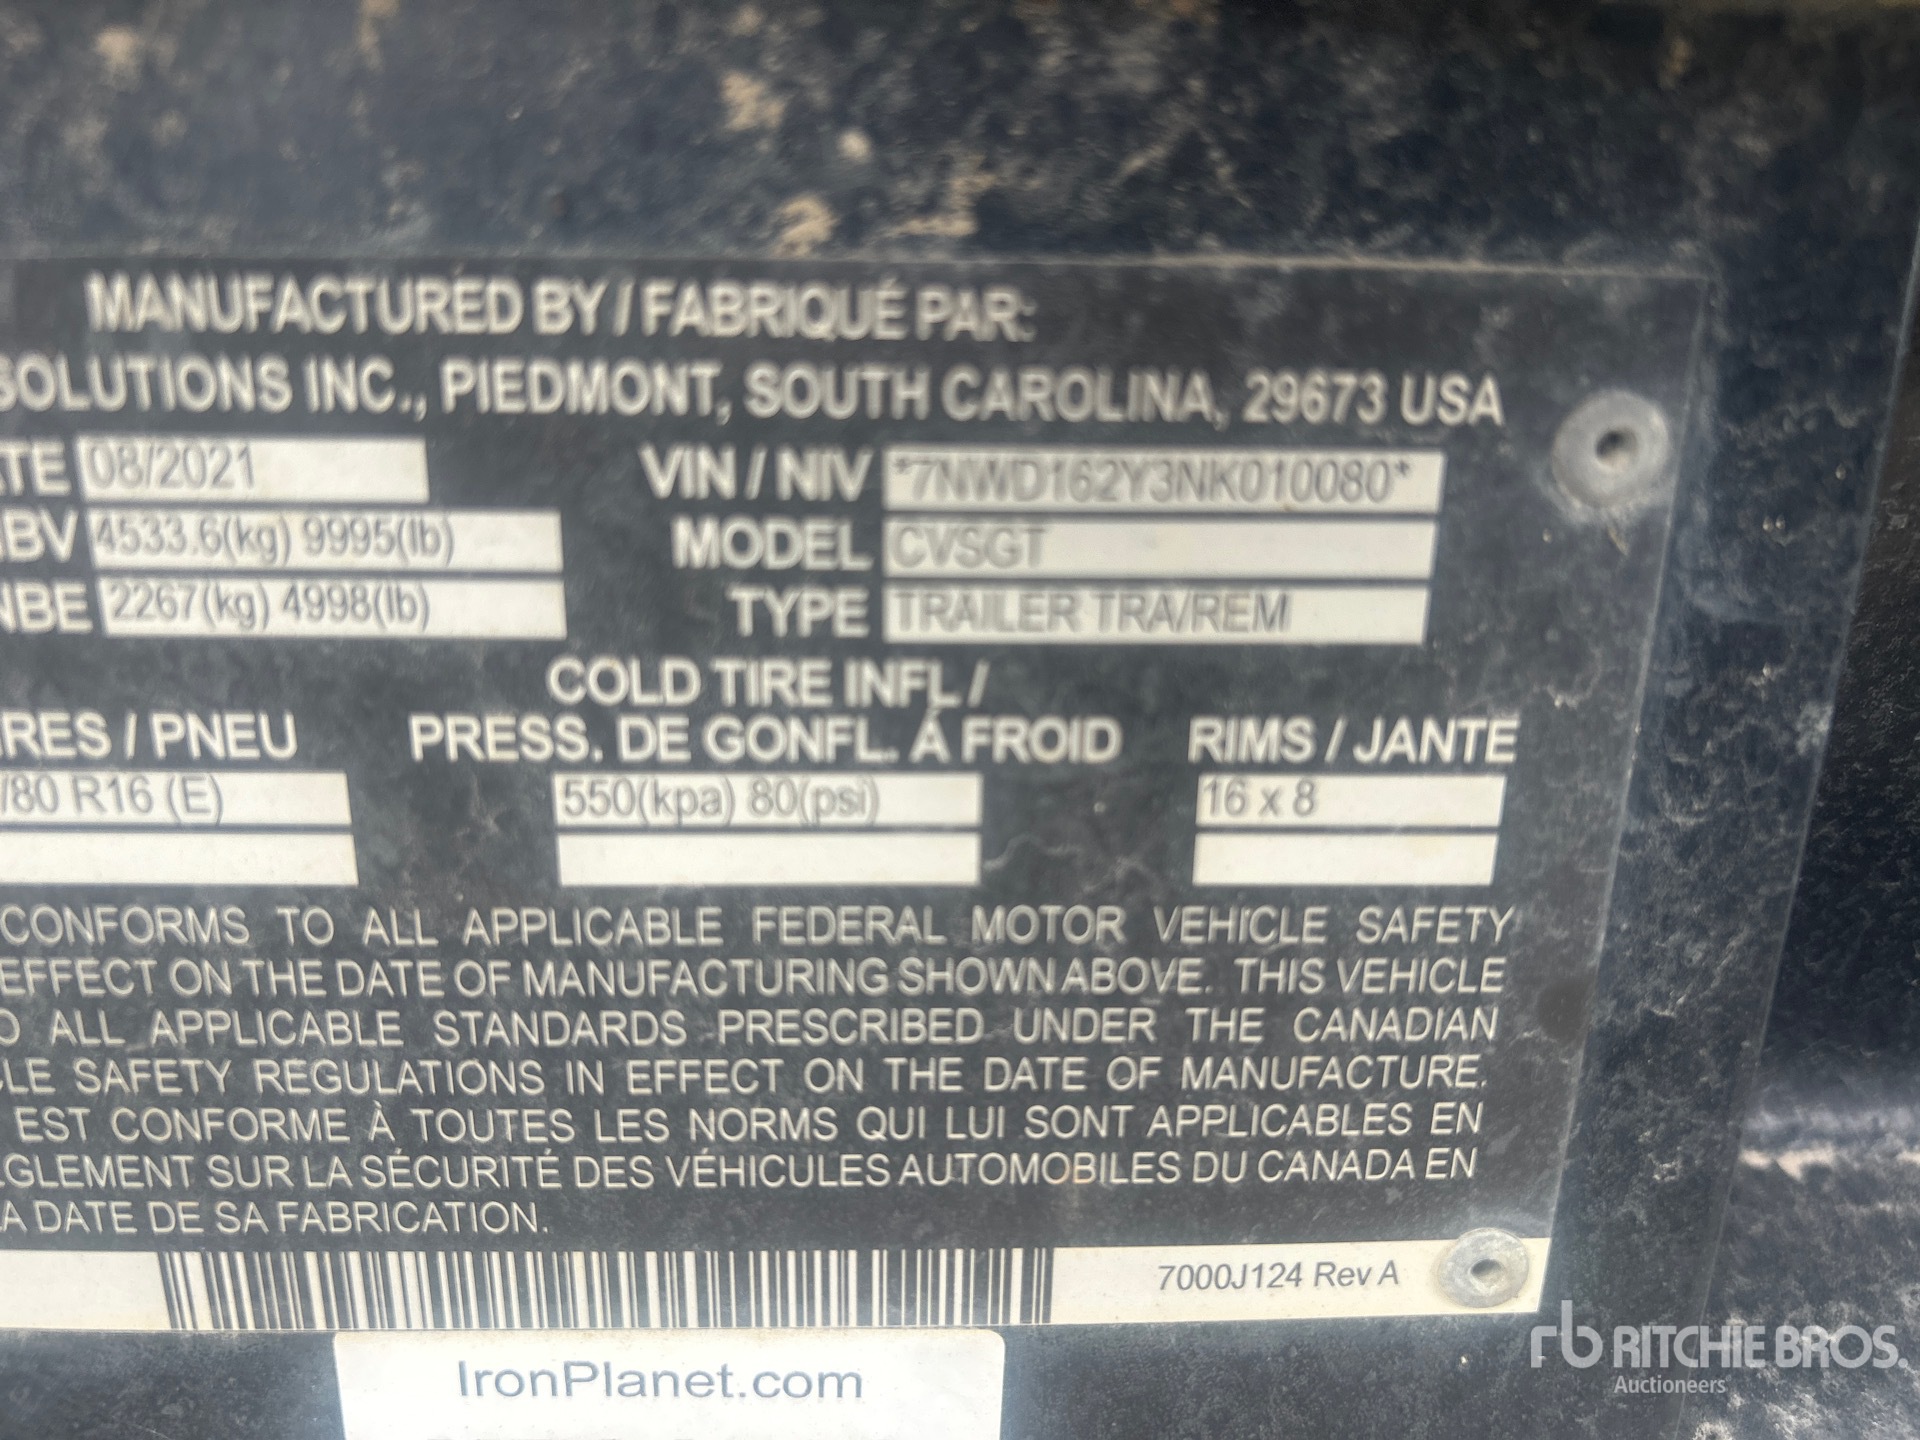 MANUFACTURED BY / FABRIQUÉ PAR:
SOLUTIONS INC., PIEDMONT, SOUTH CAROLINA, 29673 USA
TE 08/2021 VIN / NIV *7NWD162Y3NK010080*
BV 4533.6(kg) 9995(lb) MODEL CVSGT
NBE 2267(kg) 4998(lb) TYPE TRAILER TRA/REM
COLD TIRE INFL /
RES / PNEU PRESS. DE GONFL. Á FROID RIMS / JANTE
/80 R16 (E) 550(kpa) 80(psi) 16 x 8
CONFORMS TO ALL APPLICABLE FEDERAL MOTOR VEHICLE SAFETY
EFFECT ON THE DATE OF MANUFACTURING SHOWN ABOVE. THIS VEHICLE
O ALL APPLICABLE STANDARDS PRESCRIBED UNDER THE CANADIAN
CLE SAFETY REGULATIONS IN EFFECT ON THE DATE OF MANUFACTURE.
EST CONFORME À TOUTES LES NORMS QUI LUI SONT APPLICABLES EN
GLEMENT SUR LA SÉCURITÉ DES VÉHICULES AUTOMOBILES DU CANADA EN
A DATE DE SA FABRICATION.
7000J124 Rev A
IronPlanet.com
rb RITCHIE BROS.
Auctioneers